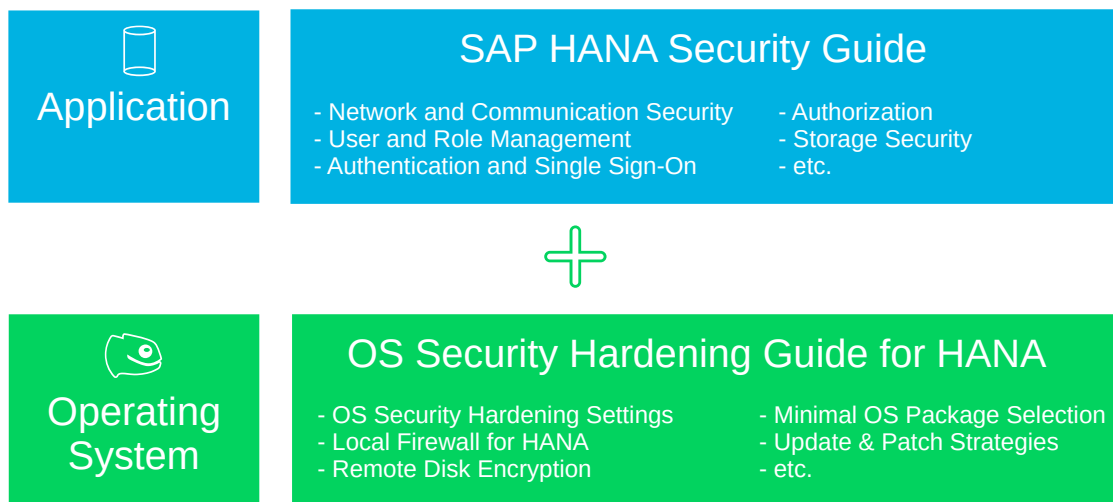 Application
SAP HANA Security Guide
- Network and Communication Security
- User and Role Management
- Authentication and Single Sign-On
- Authorization
- Storage Security
- etc.
Operating
System
OS Security Hardening Guide for HANA
- OS Security Hardening Settings
- Local Firewall for HANA
- Remote Disk Encryption
- Minimal OS Package Selection
- Update & Patch Strategies
- etc.